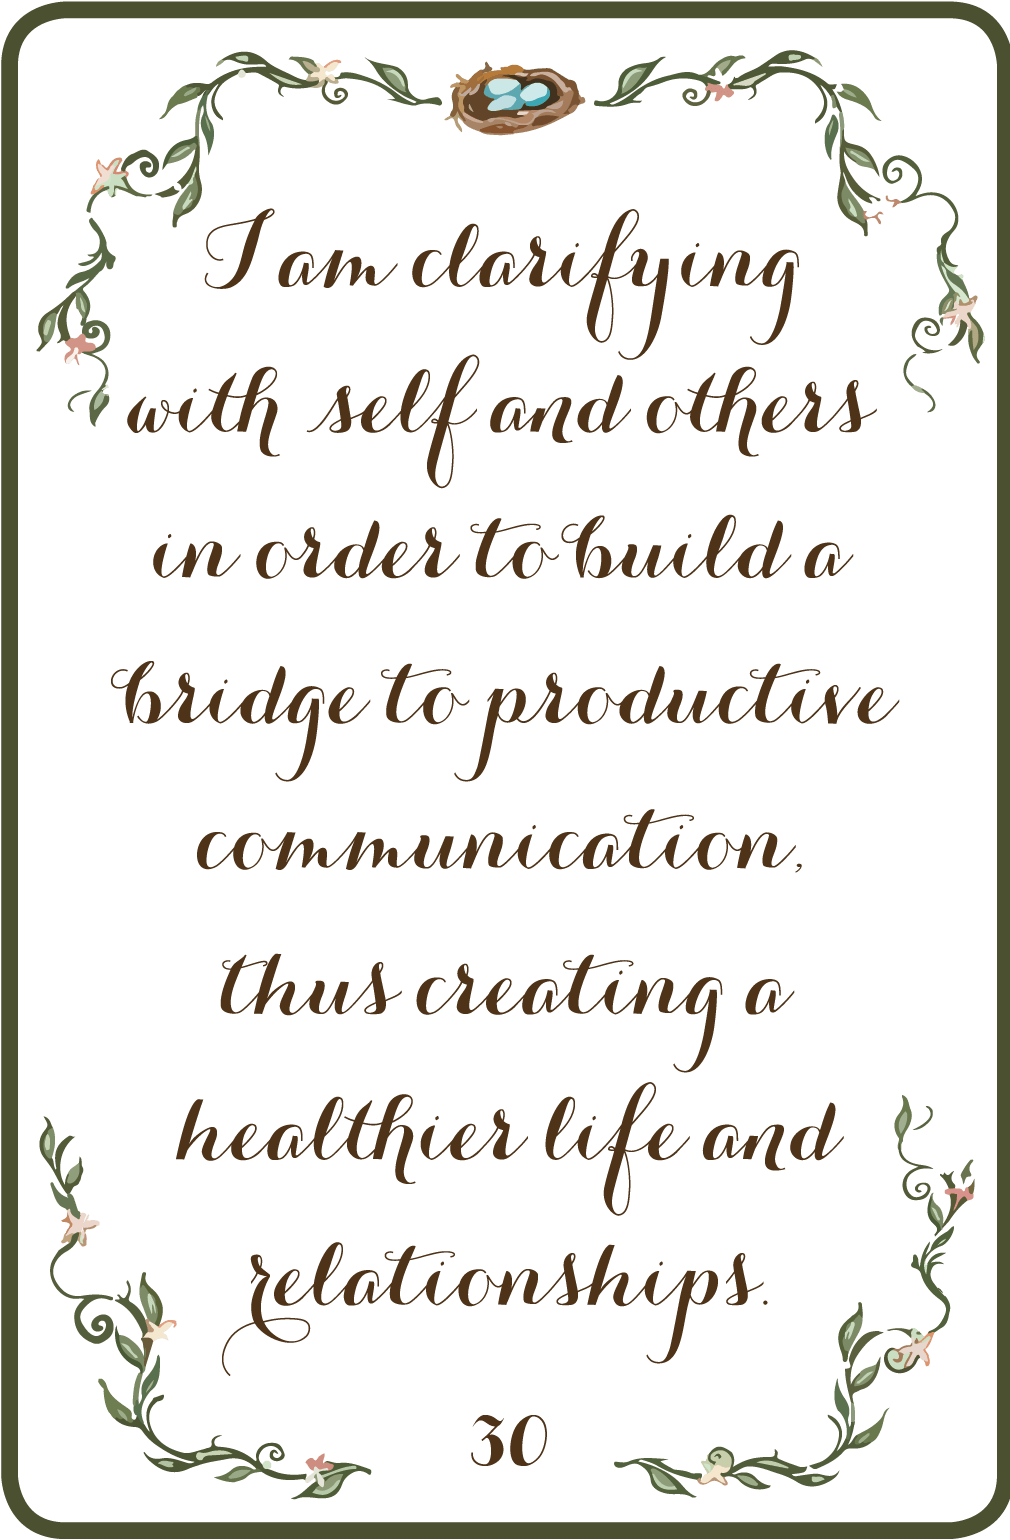 I am clarifying
with self and others
in order to build a
bridge to productive
communication,
thus creating a
healthier life and
relationships.
30